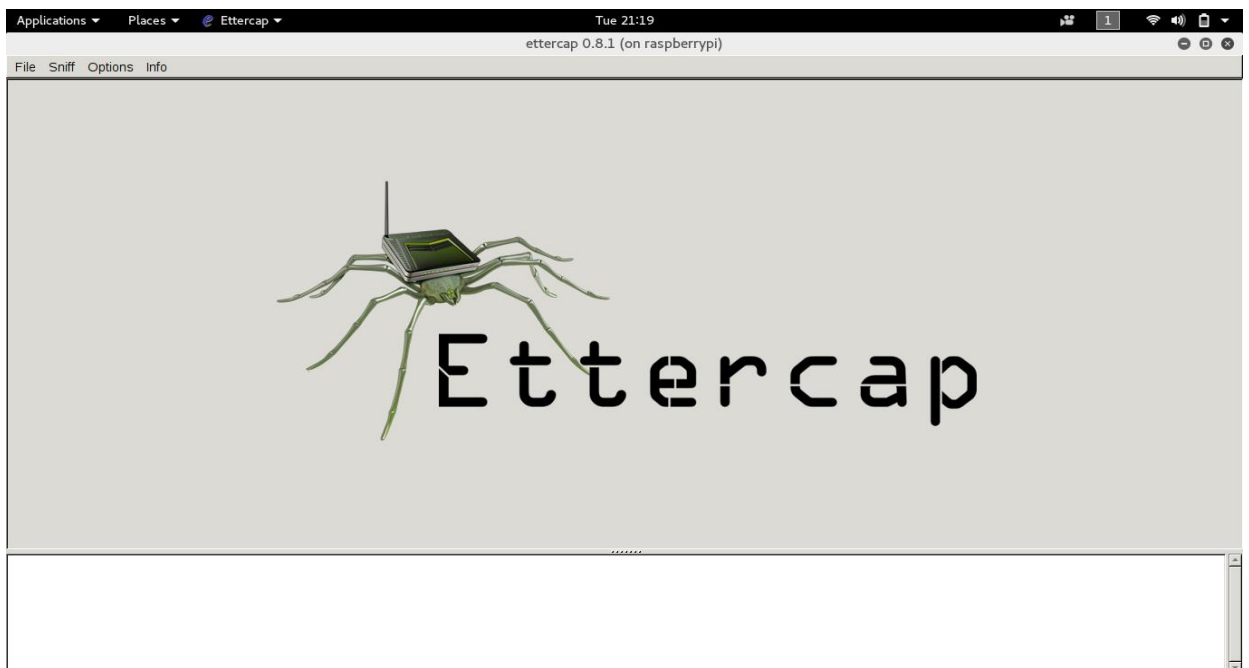 Applications Places Ettercap Tue 21:19 1
ettercap 0.8.1 (on raspberrypi)
File Sniff Options Info
Ettercap